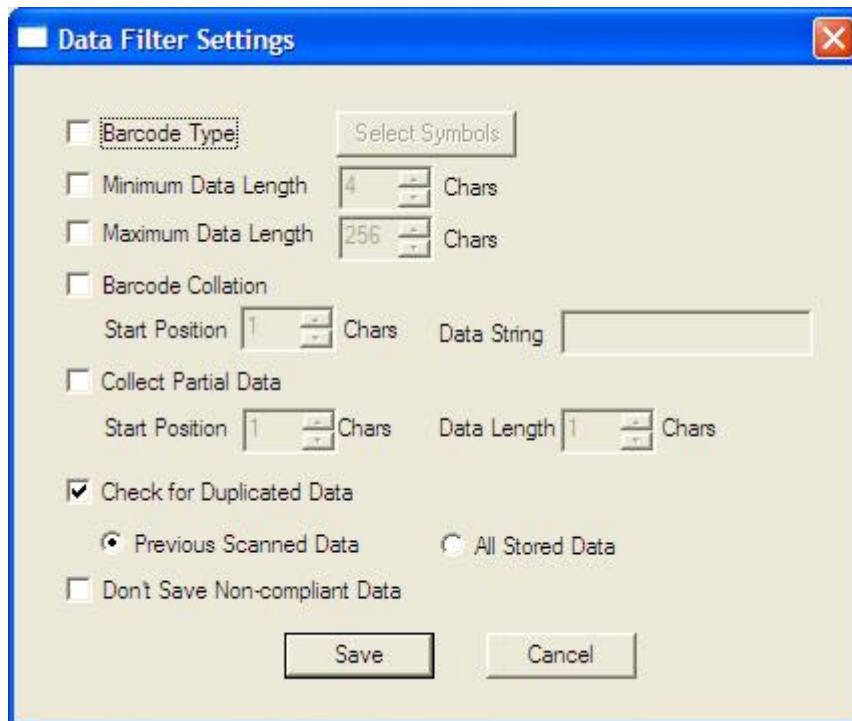 Data Filter Settings
Barcode Type Select Symbols
Minimum Data Length 4 Chars
Maximum Data Length 256 Chars
Barcode Collation
Start Position 1 Chars Data String
Collect Partial Data
Start Position 1 Chars Data Length 1 Chars
Check for Duplicated Data
Previous Scanned Data All Stored Data
Don't Save Non-compliant Data
Save Cancel